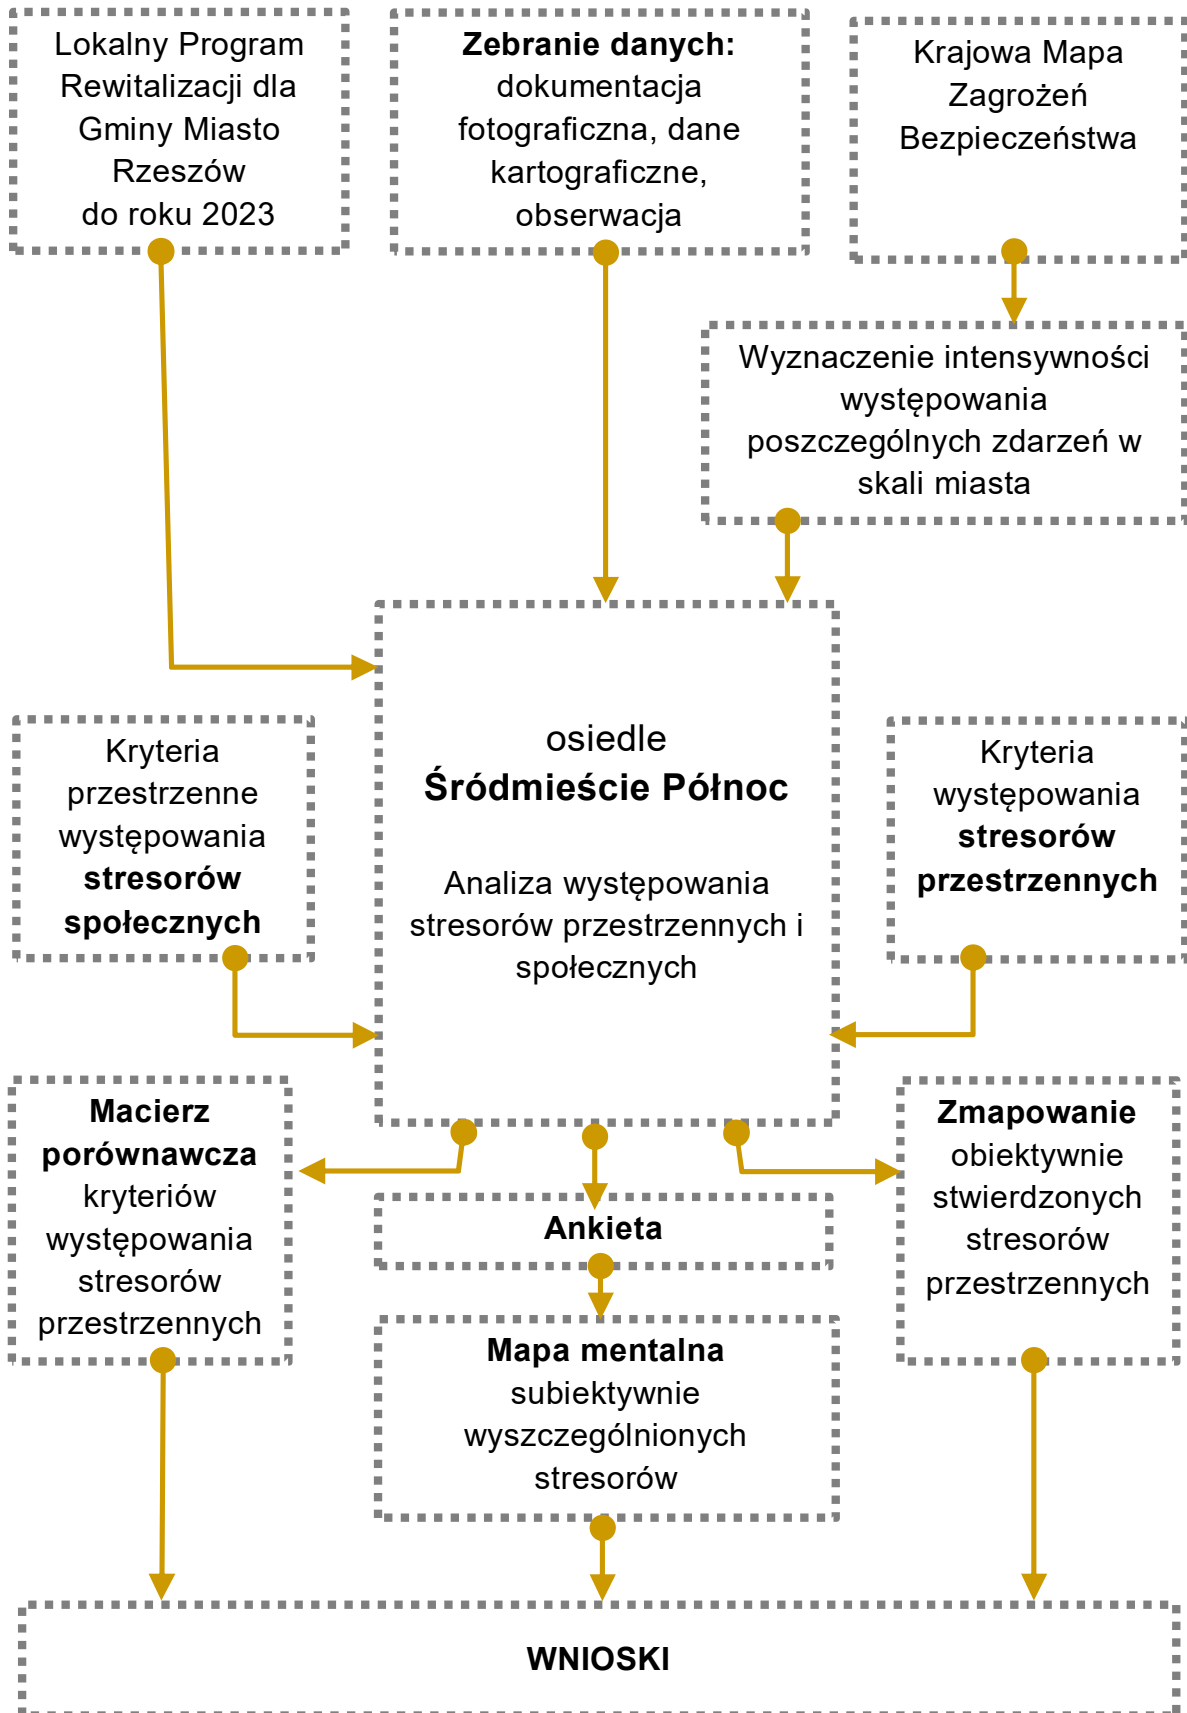 Lokalny Program
Rewitalizacji dla
Gminy Miasto
Rzeszów
do roku 2023
Zebranie danych:
dokumentacja
fotograficzna, dane
kartograficzne,
obserwacja
Krajowa Mapa
Zagrożeń
Bezpieczeństwa
Wyznaczenie intensywności
występowania
poszczególnych zdarzeń w
skali miasta
osiedle
Śródmieście Północ
Analiza występowania
stresorów przestrzennych i
społecznych
Kryteria
przestrzenne
występowania
stresorów
społecznych
Kryteria
występowania
stresorów
przestrzennych
Macierz
porównawcza
kryteriów
występowania
stresorów
przestrzennych
Ankieta
Mapa mentalna
subiektywnie
wyszczególnionych
stresorów
Zmapowanie
obiektywnie
stwierdzonych
stresorów
przestrzennych
WNIOSKI